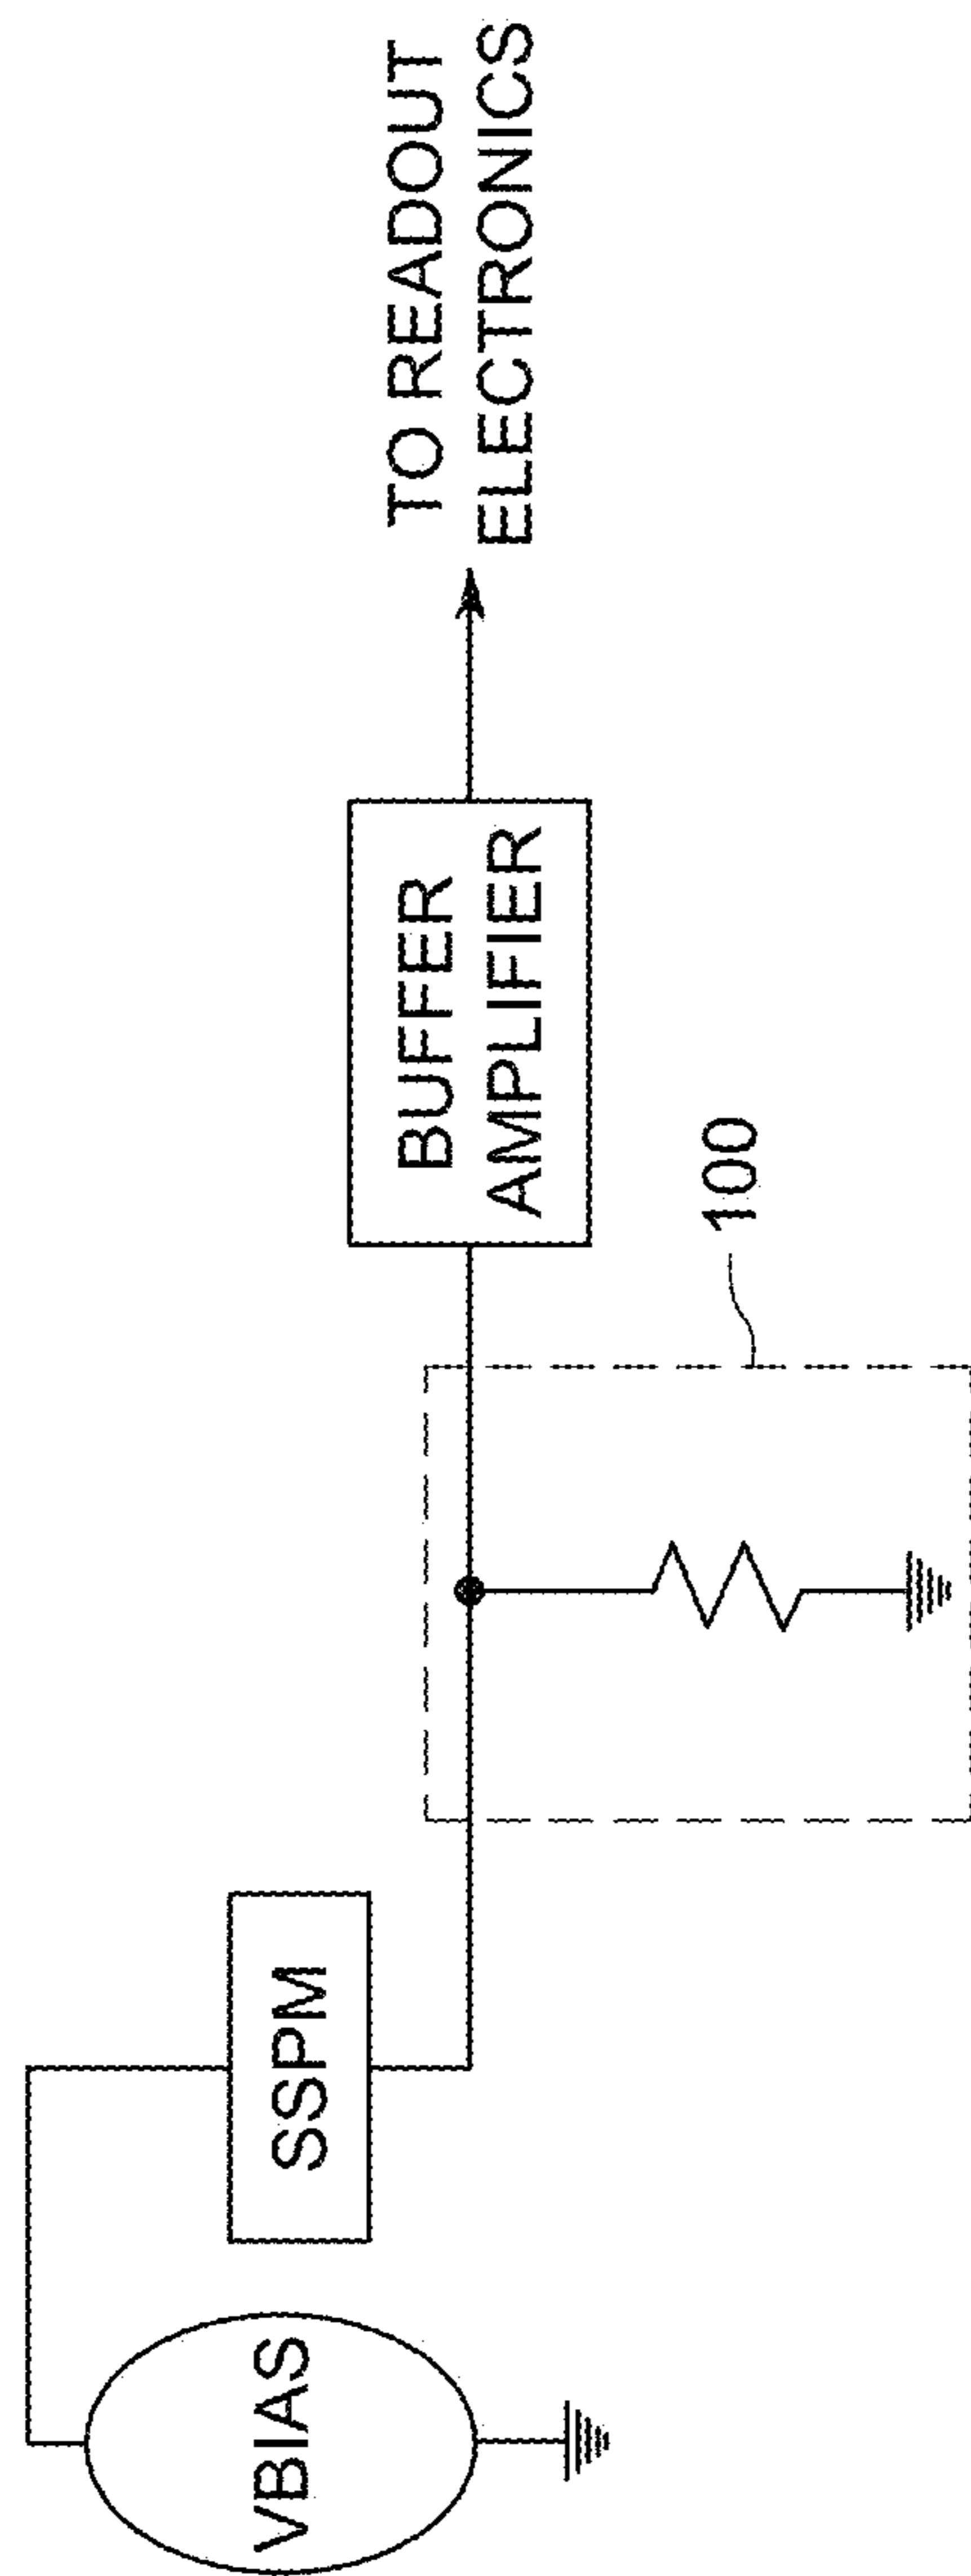 VBIAS
SSPM
100
BUFFER
AMPLIFIER
TO READOUT
ELECTRONICS